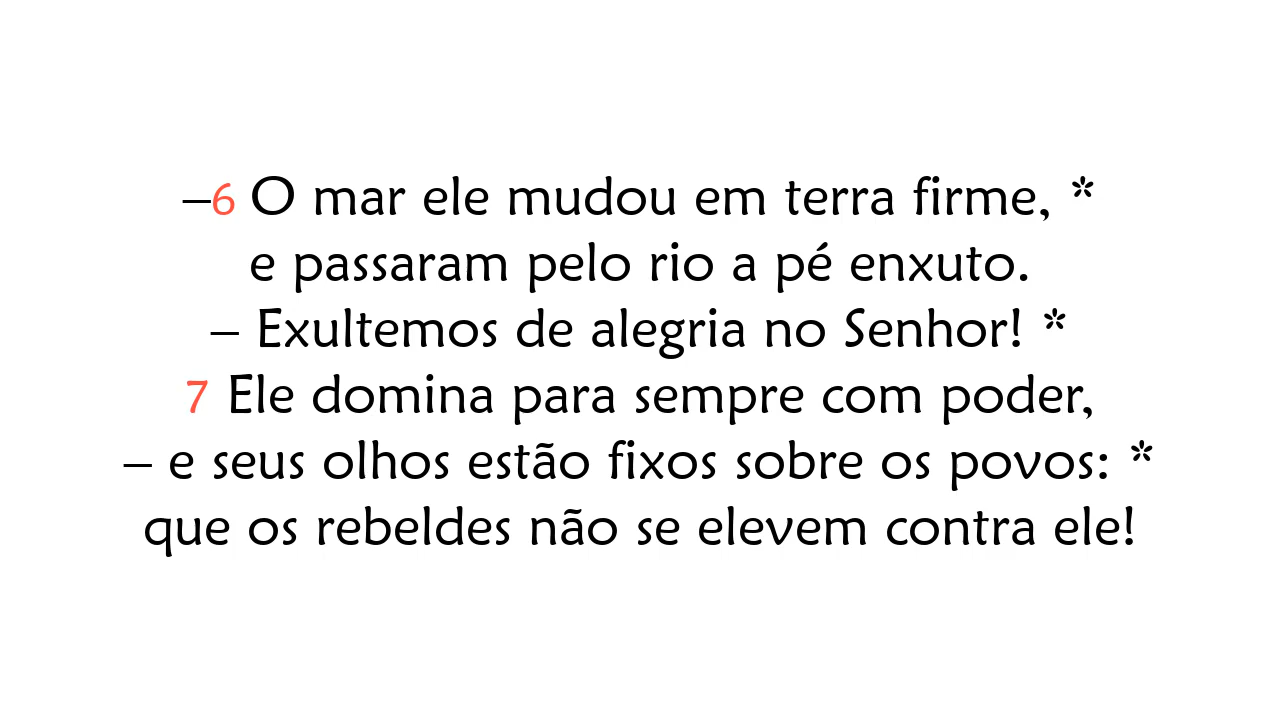 –6 O mar ele mudou em terra firme, *
e passaram pelo rio a pé enxuto.
– Exultemos de alegria no Senhor! *
7 Ele domina para sempre com poder,
– e seus olhos estão fixos sobre os povos: *
que os rebeldes não se elevem contra ele!